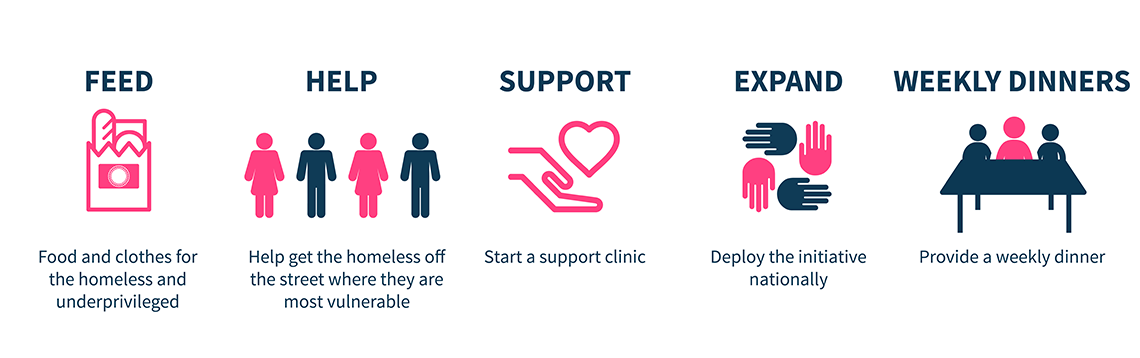 FEED
Food and clothes for
the homeless and
underprivileged
HELP
Help get the homeless off
the street where they are
most vulnerable
SUPPORT
Start a support clinic
EXPAND
Deploy the initiative
nationally
WEEKLY DINNERS
Provide a weekly dinner